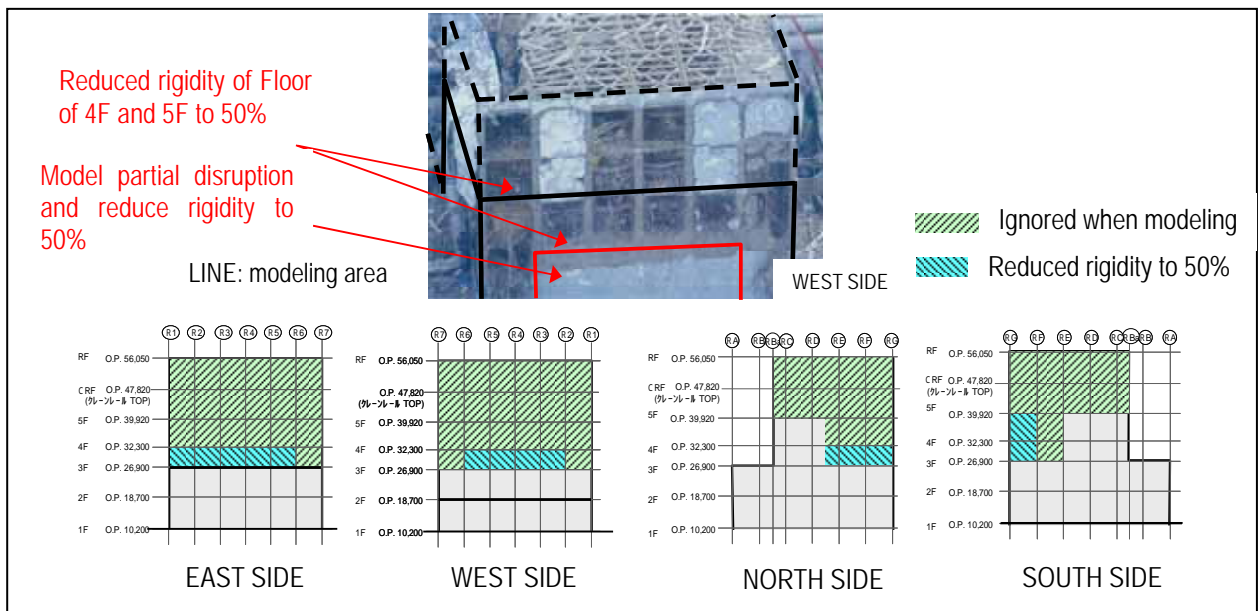 Reduced rigidity of Floor
of 4F and 5F to 50%
Model partial disruption
and reduce rigidity to
50%
LINE: modeling area
WEST SIDE
Ignored when modeling
Reduced rigidity to 50%
R1 R2 R3 R4 R5 R6 R7
RF O.P. 56,050
CRF O.P. 47,820
(クレーンレール TOP)
5F O.P. 39,920
4F O.P. 32,300
3F O.P. 26,900
2F O.P. 18,700
1F O.P. 10,200
EAST SIDE
R7 R6 R5 R4 R3 R2 R1
RF O.P. 56,050
O.P. 47,820
(クレーンレール TOP)
5F O.P. 39,920
4F O.P. 32,300
3F O.P. 26,900
2F O.P. 18,700
1F O.P. 10,200
WEST SIDE
RA RB RBa RC RD RE RF RG
RF O.P. 56,050
CRF O.P. 47,820
(クレーンレール TOP)
5F O.P. 39,920
4F O.P. 32,300
3F O.P. 26,900
2F O.P. 18,700
1F O.P. 10,200
NORTH SIDE
RG RF RE RD RC RBa RB RA
RF O.P. 56,050
CRF O.P. 47,820
(クレーンレール TOP)
5F O.P. 39,920
4F O.P. 32,300
3F O.P. 26,900
2F O.P. 18,700
1F O.P. 10,200
SOUTH SIDE